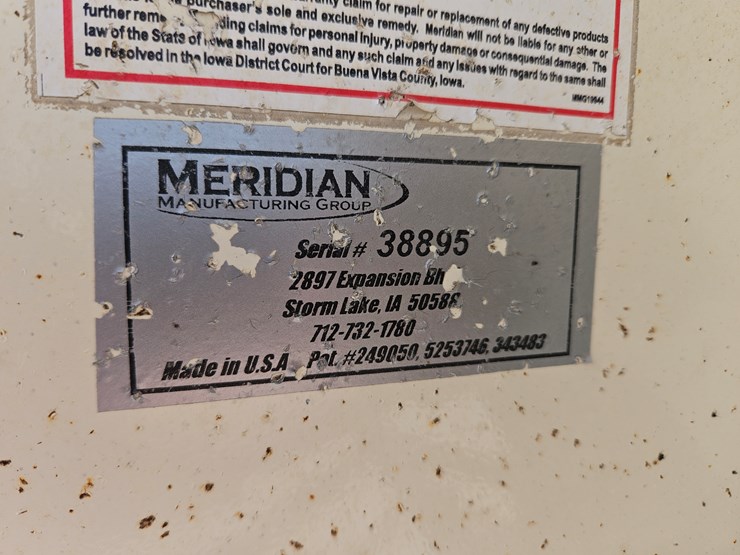 claim for repair or replacement of any defective products
purchaser's sole and exclusive remedy. Meridian will not be liable for any other or
further claims for personal injury, property damage or consequential damage. The
law of the State of Iowa shall govern and any such claim and any issues with regard to the same shall
be resolved in the Iowa District Court for Buena Vista County, Iowa.
MERIDIAN
MANUFACTURING GROUP
Serial # 38895
2897 Expansion
Storm Lake, IA 50588
712-732-1780
Made in U.S.A Pat. #249050, 5253746, 343483